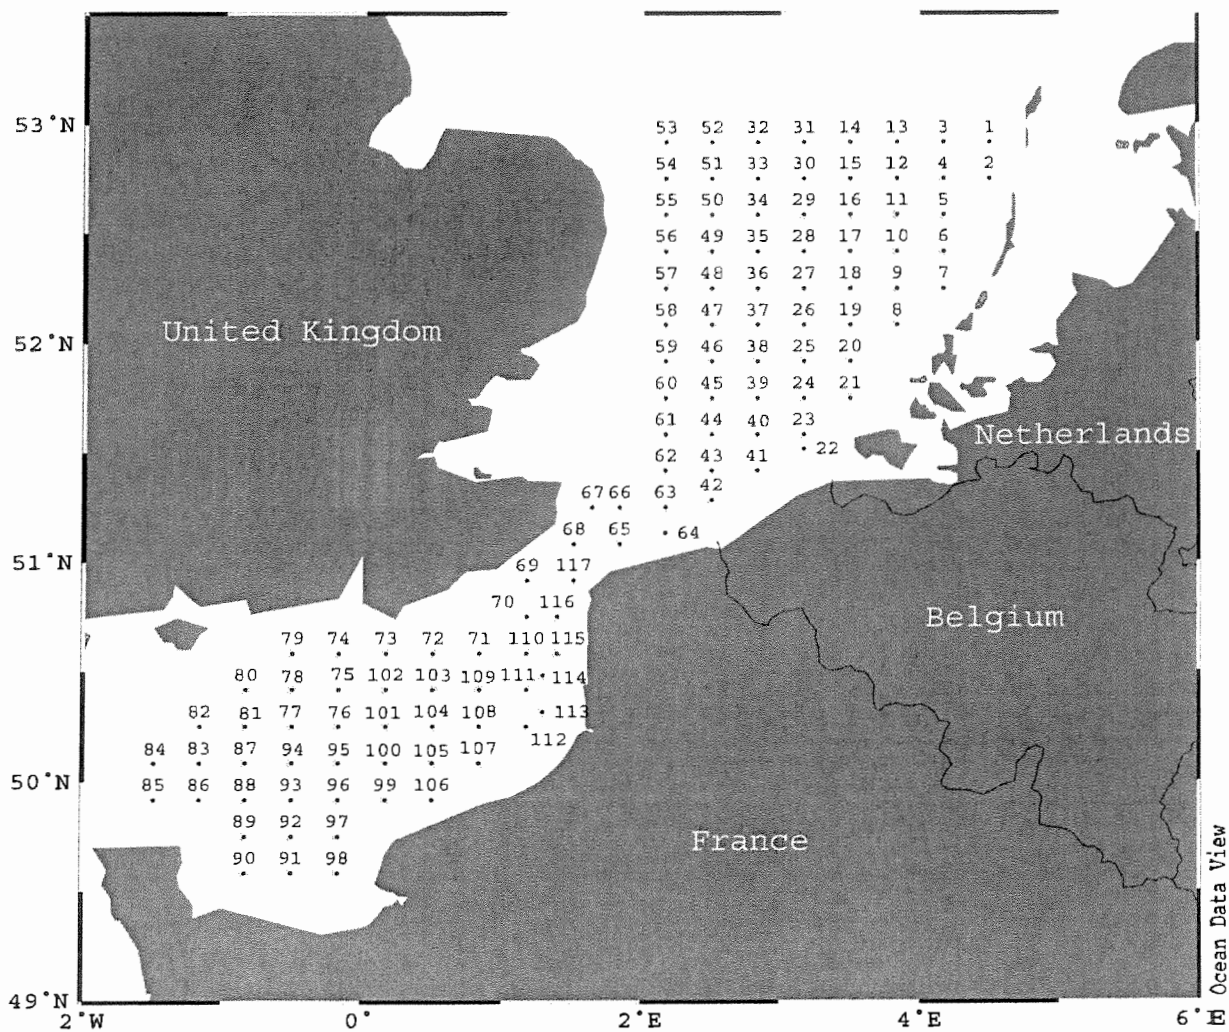 53°N
53 52 32 31 14 13 3 1
54 51 33 30 15 12 4 2
55 50 34 29 16 11 5
56 49 35 28 17 10 6
57 48 36 27 18 9 7
58 47 37 26 19 8
United Kingdom
52°N
59 46 38 25 20
60 45 39 24 21
61 44 40 23
Netherlands
62 43 41 22
67 66 63 42
68 65 64
51°N
69 117
70 116
Belgium
79 74 73 72 71 110 115
80 78 75 102 103 109 111 114
82 81 77 76 101 104 108 113
112
84 83 87 94 95 100 105 107
50°N
85 86 88 93 96 99 106
89 92 97
France
90 91 98
49°N
2°W 0° 2°E 4°E 6°E
Ocean Data View